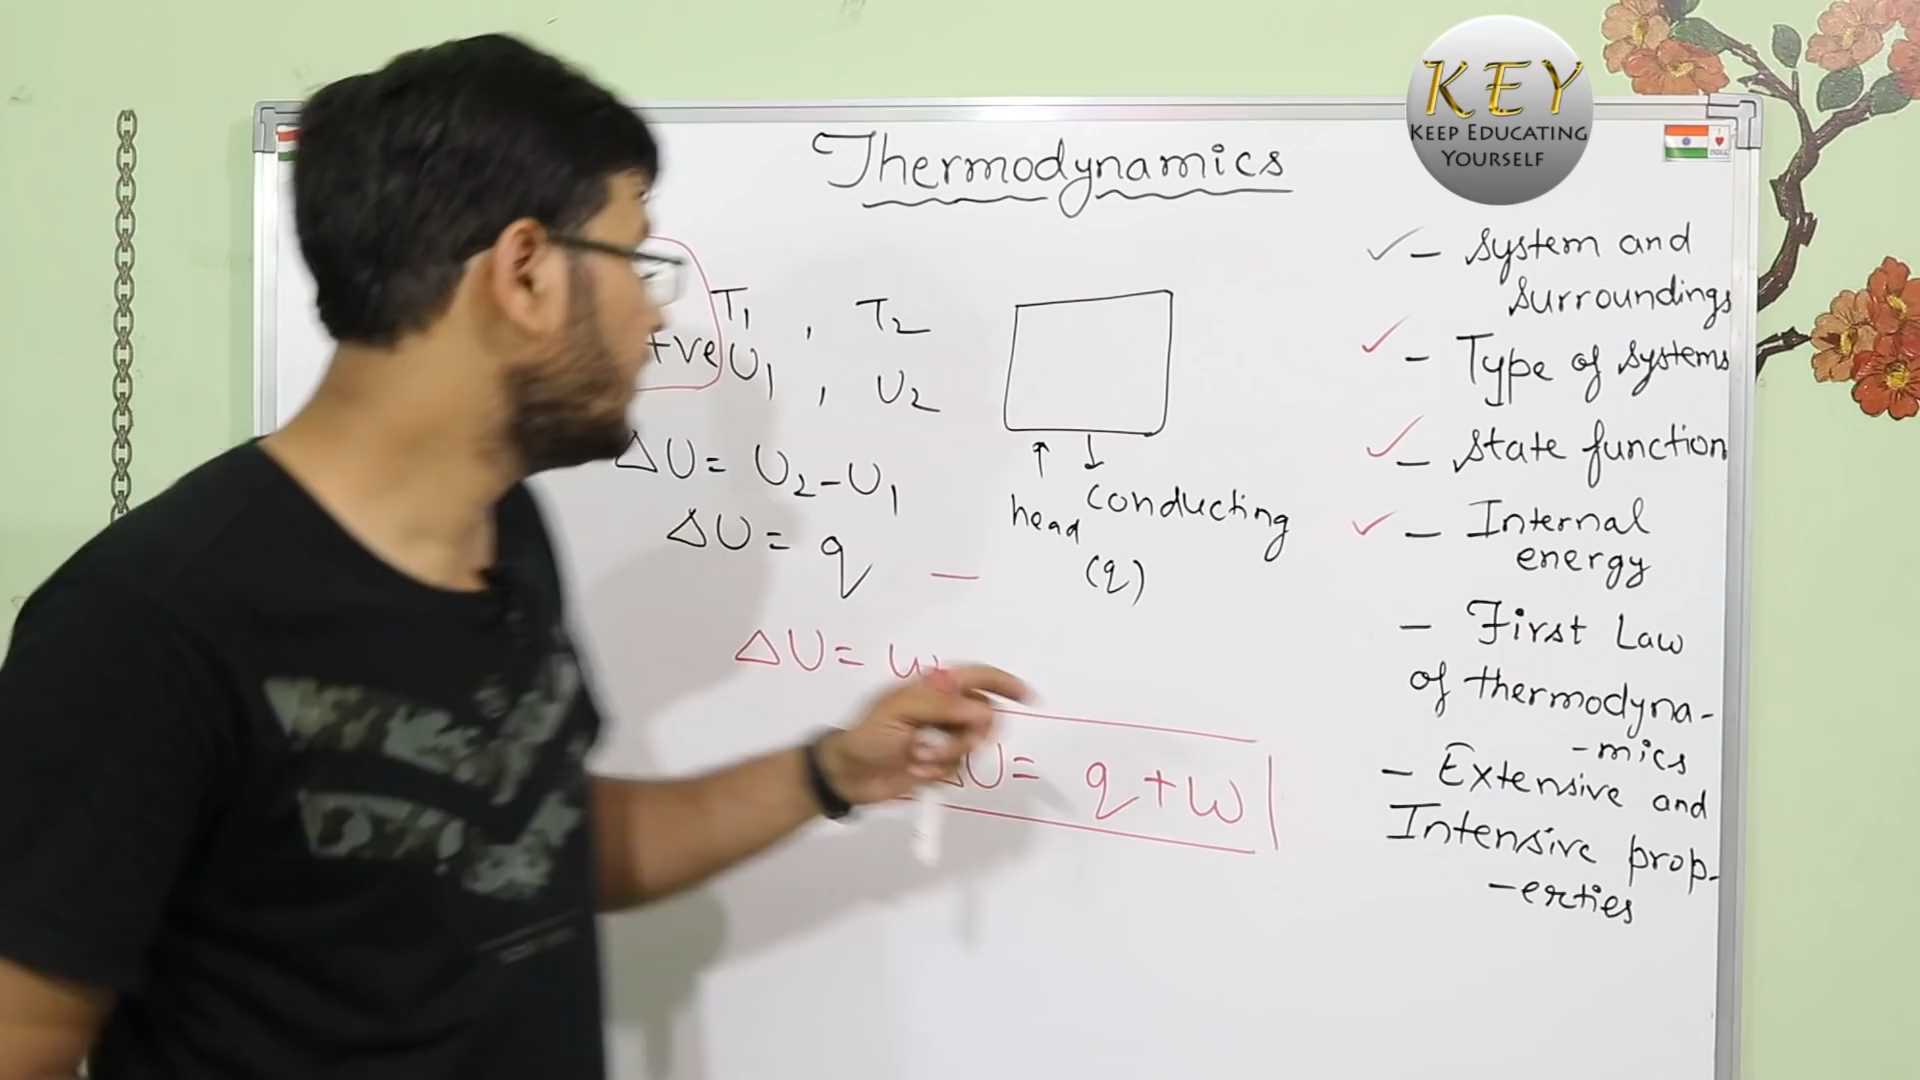 KEY
KEEP EDUCATING
YOURSELF
Thermodynamics
T₁ , T₂
+ve U₁ , U₂
ΔU = U₂ - U₁
ΔU = q -
head conducting
(q)
ΔU = w
ΔU = q + w
- System and
surroundings
- Type of systems
- State function
- Internal
energy
- First Law
of thermodyna-
-mics
- Extensive and
Intensive prop-
-erties